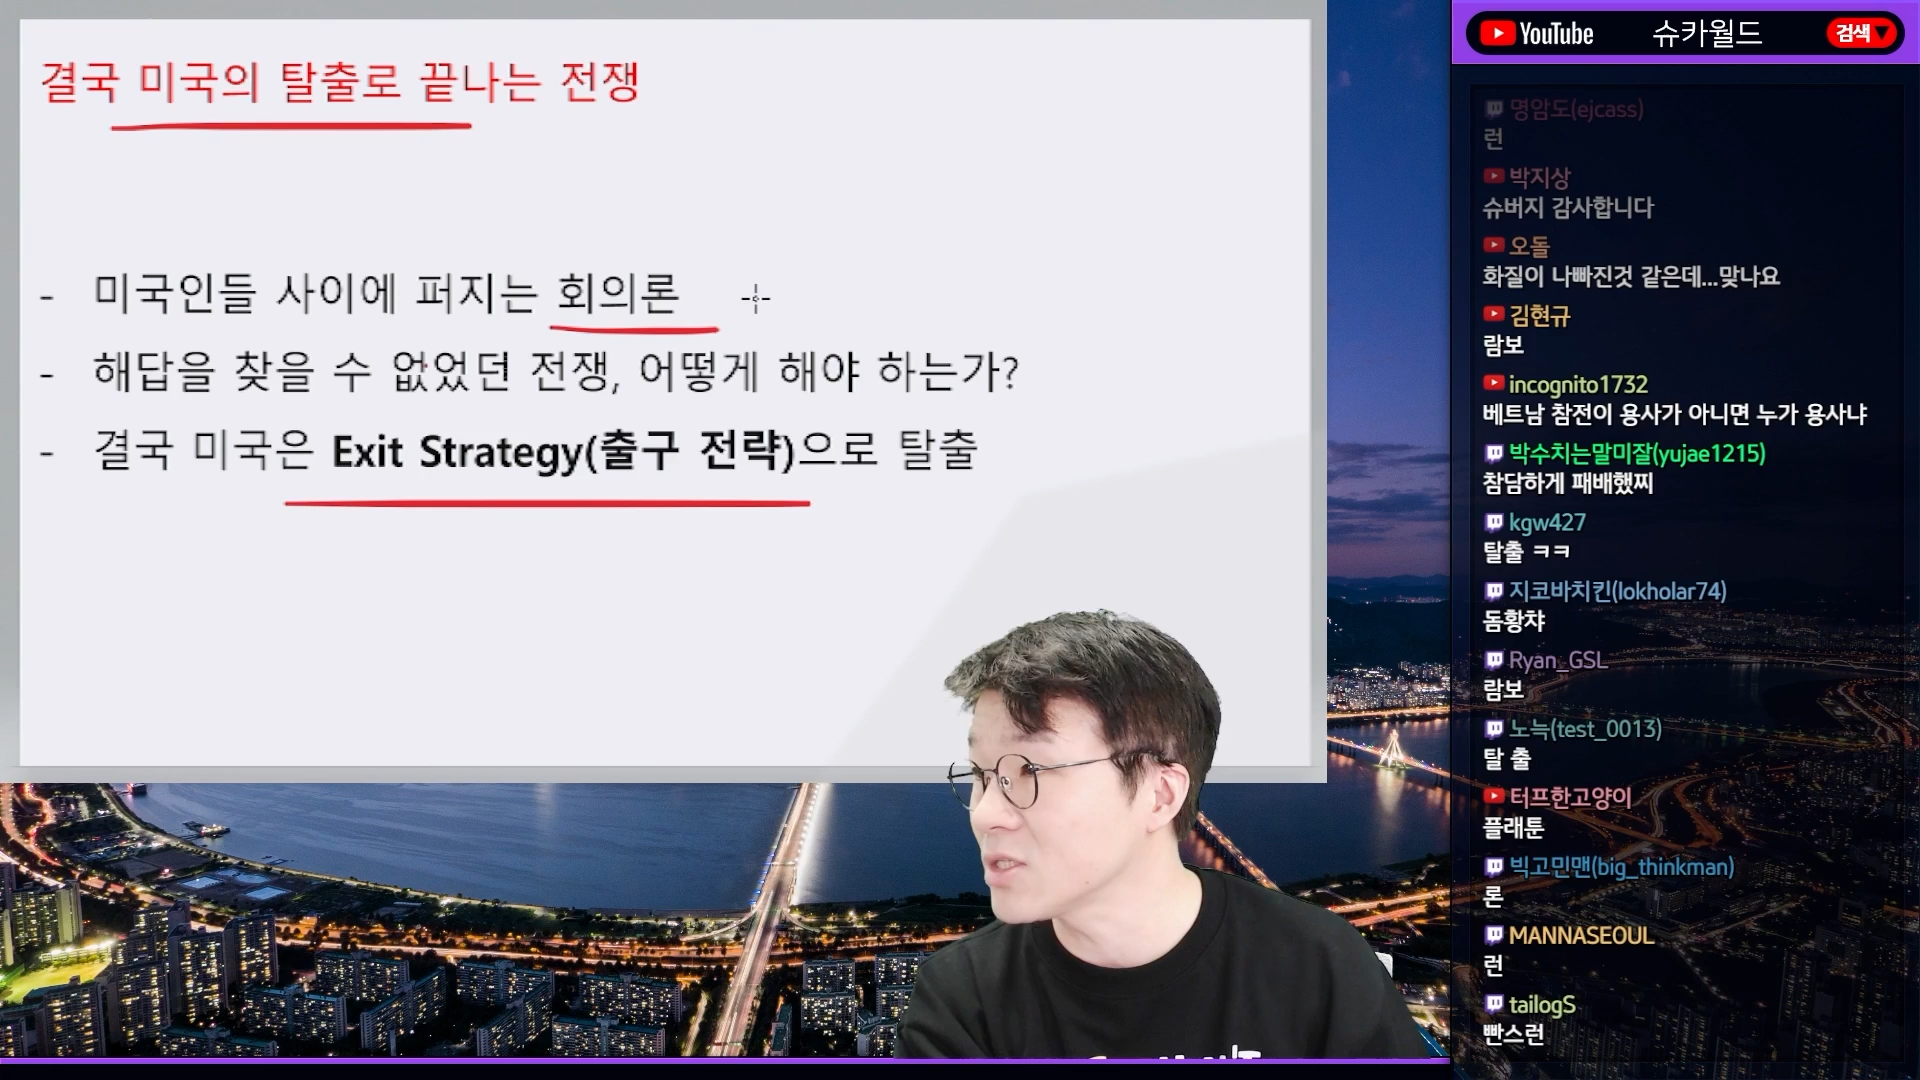 결국 미국의 탈출로 끝나는 전쟁
- 미국인들 사이에 퍼지는 회의론
- 해답을 찾을 수 없었던 전쟁, 어떻게 해야 하는가?
- 결국 미국은 Exit Strategy(출구 전략)으로 탈출
YouTube 슈카월드 검색▼
명암도(ejcass)
런
박지상
슈버지 감사합니다
오돌
화질이 나빠진것 같은데...맞나요
김현규
람보
incognito1732
베트남 참전이 용사가 아니면 누가 용사냐
박수치는말미잘(yujae1215)
참담하게 패배했찌
kgw427
탈출 ㅋㅋ
지코바치킨(lokholar74)
돔황챠
Ryan_GSL
람보
노늑(test_0013)
탈 출
터프한고양이
플래툰
빅고민맨(big_thinkman)
론
MANNASEOUL
런
tailogS
빤스런